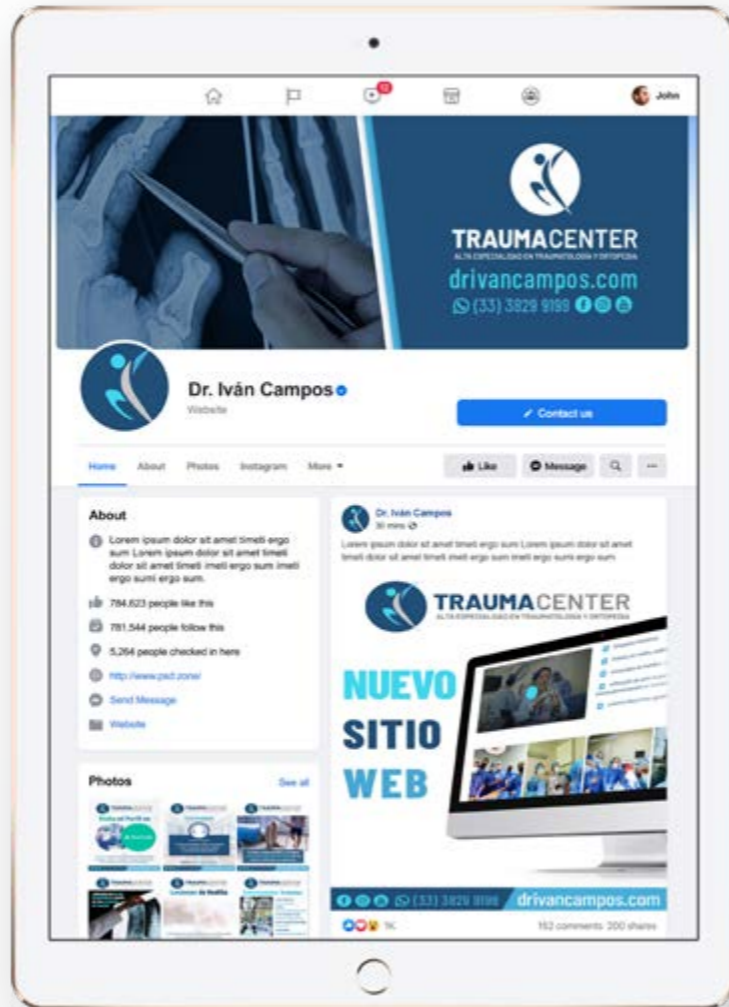 12
John
TRAUMACENTER
ALTA ESPECIALIDAD EN TRAUMATOLOGÍA Y ORTOPEDIA
drivancampos.com
(33) 3829 9199
Dr. Iván Campos
Website
Contact us
Home About Photos Instagram More
Like Message
About
Lorem ipsum dolor sit amet timeti ergo
sum Lorem ipsum dolor sit amet timeti
dolor sit amet timeti imeti ergo sum imeti
ergo sumi ergo sum.
784,623 people like this
781,544 people follow this
5,264 people checked in here
http://www.psd.zone/
Send Message
Website
Photos See all
Dr. Iván Campos
30 mins
Lorem ipsum dolor sit amet timeti ergo sum Lorem ipsum dolor sit amet
timeti dolor sit amet timeti imeti ergo sum imeti ergo sumi ergo sum
TRAUMACENTER
ALTA ESPECIALIDAD EN TRAUMATOLOGÍA Y ORTOPEDIA
NUEVO
SITIO
WEB
(33) 3829 9199 drivancampos.com
1K 152 comments 200 shares